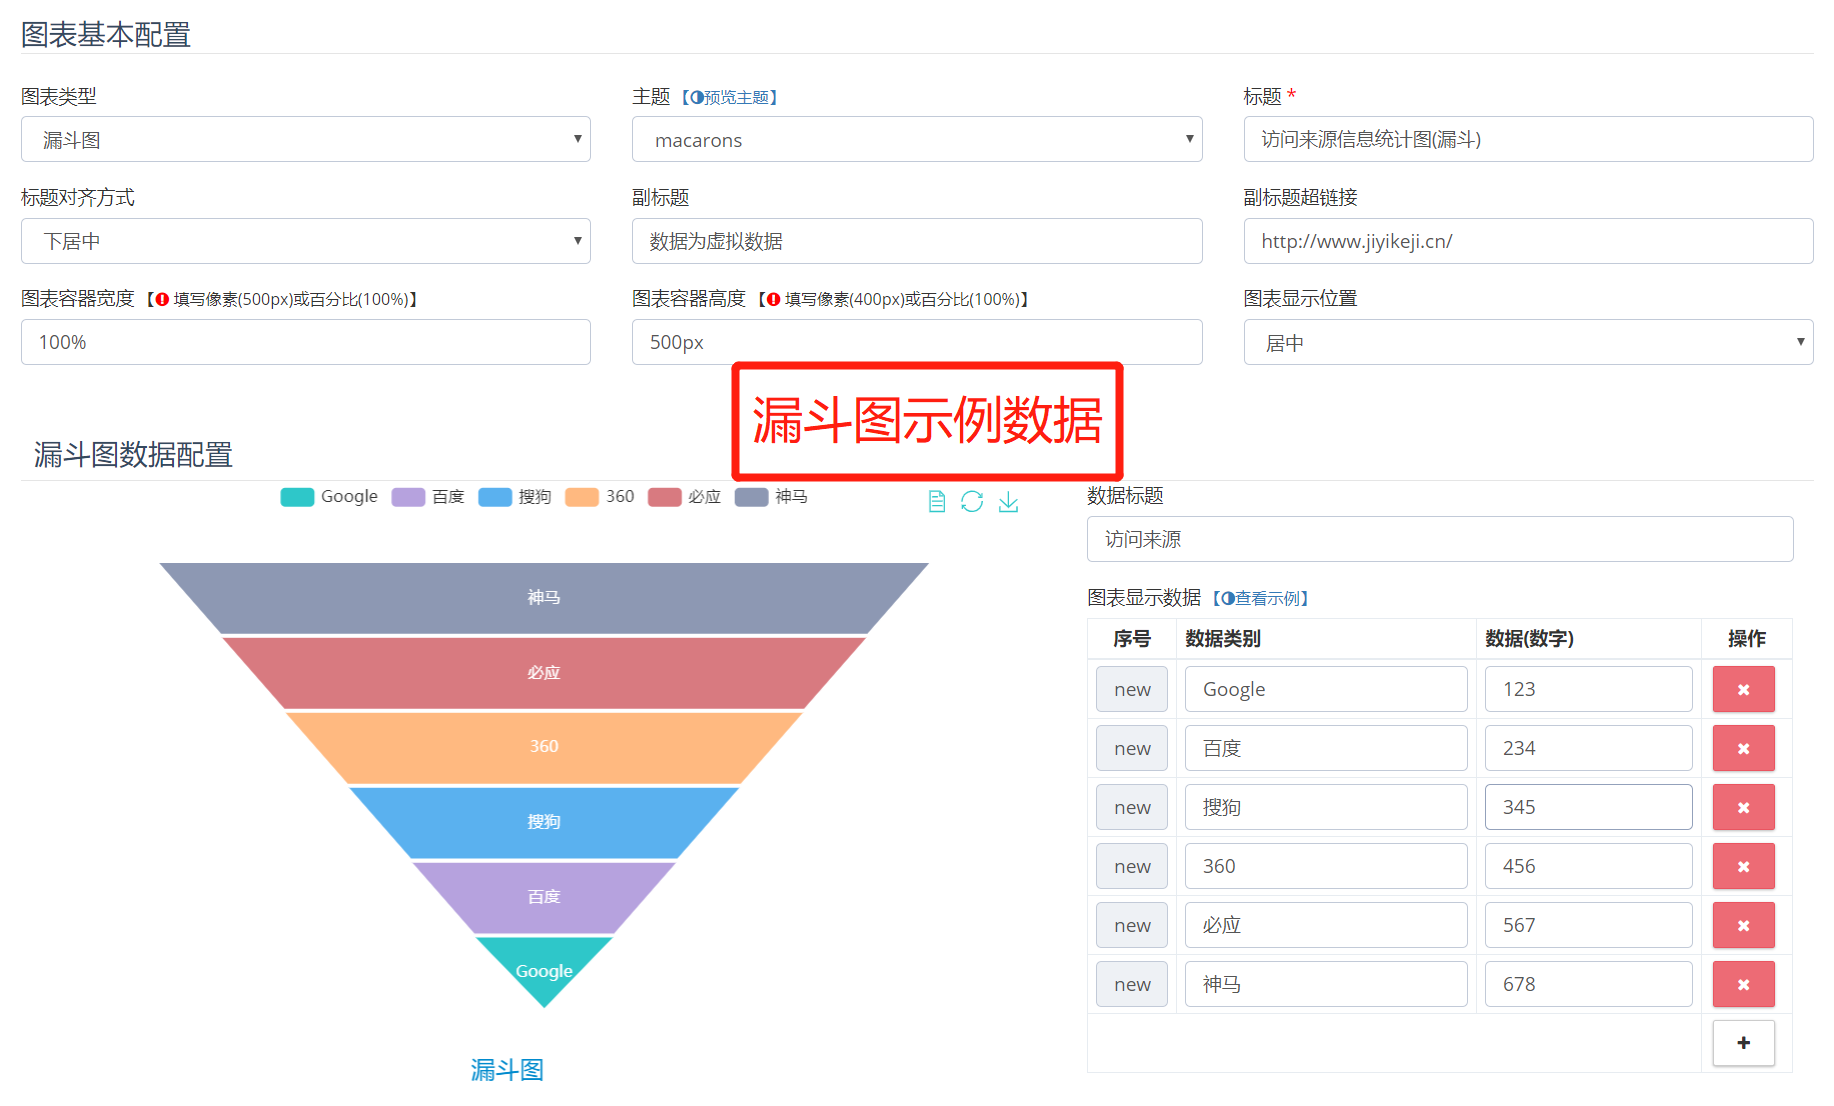 图表基本配置
图表类型
主题 【预览主题】
标题 *
漏斗图
macarons
访问来源信息统计图(漏斗)
标题对齐方式
副标题
副标题超链接
下居中
数据为虚拟数据
http://www.jiyikeji.cn/
图表容器宽度 【填写像素(500px)或百分比(100%)】
图表容器高度 【填写像素(400px)或百分比(100%)】
图表显示位置
100%
500px
居中
漏斗图示例数据
漏斗图数据配置
Google 百度 搜狗 360 必应 神马
神马
必应
360
搜狗
百度
Google
漏斗图
数据标题
访问来源
图表显示数据 【查看示例】
序号 数据类别 数据(数字) 操作
new Google 123
new 百度 234
new 搜狗 345
new 360 456
new 必应 567
new 神马 678